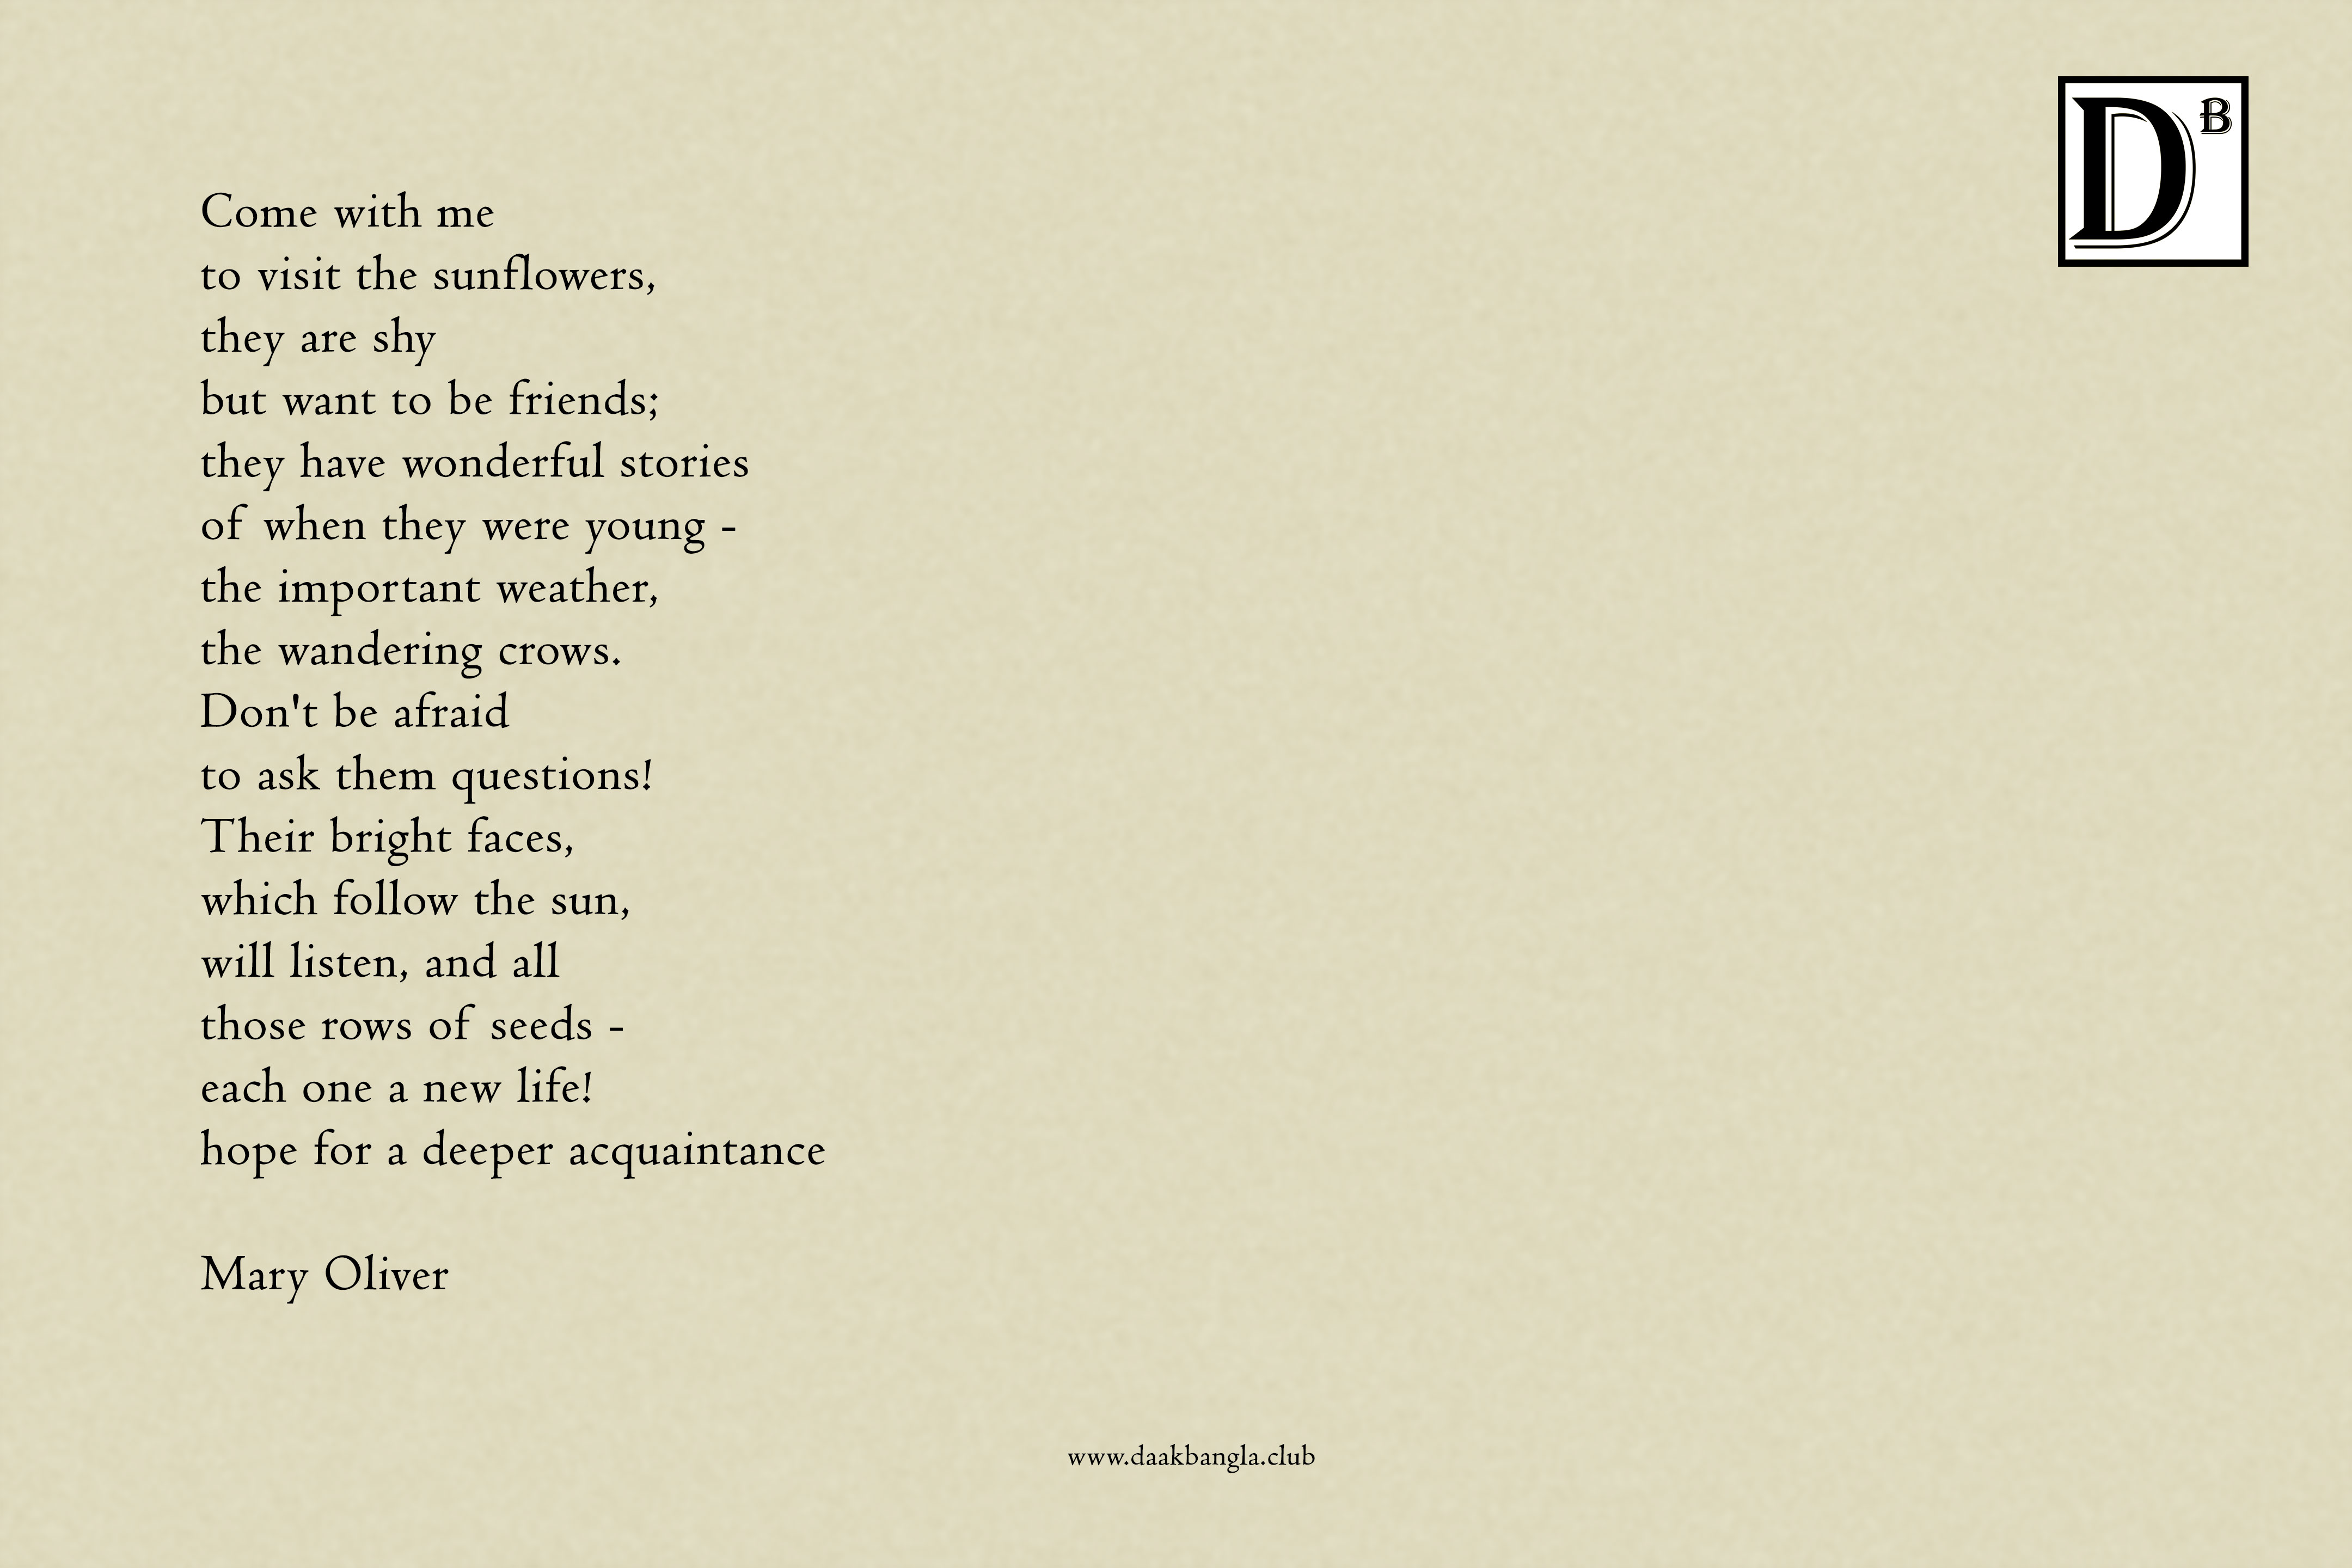 D B
Come with me
to visit the sunflowers,
they are shy
but want to be friends;
they have wonderful stories
of when they were young -
the important weather,
the wandering crows.
Don't be afraid
to ask them questions!
Their bright faces,
which follow the sun,
will listen, and all
those rows of seeds -
each one a new life!
hope for a deeper acquaintance
Mary Oliver
www.daakbangla.club